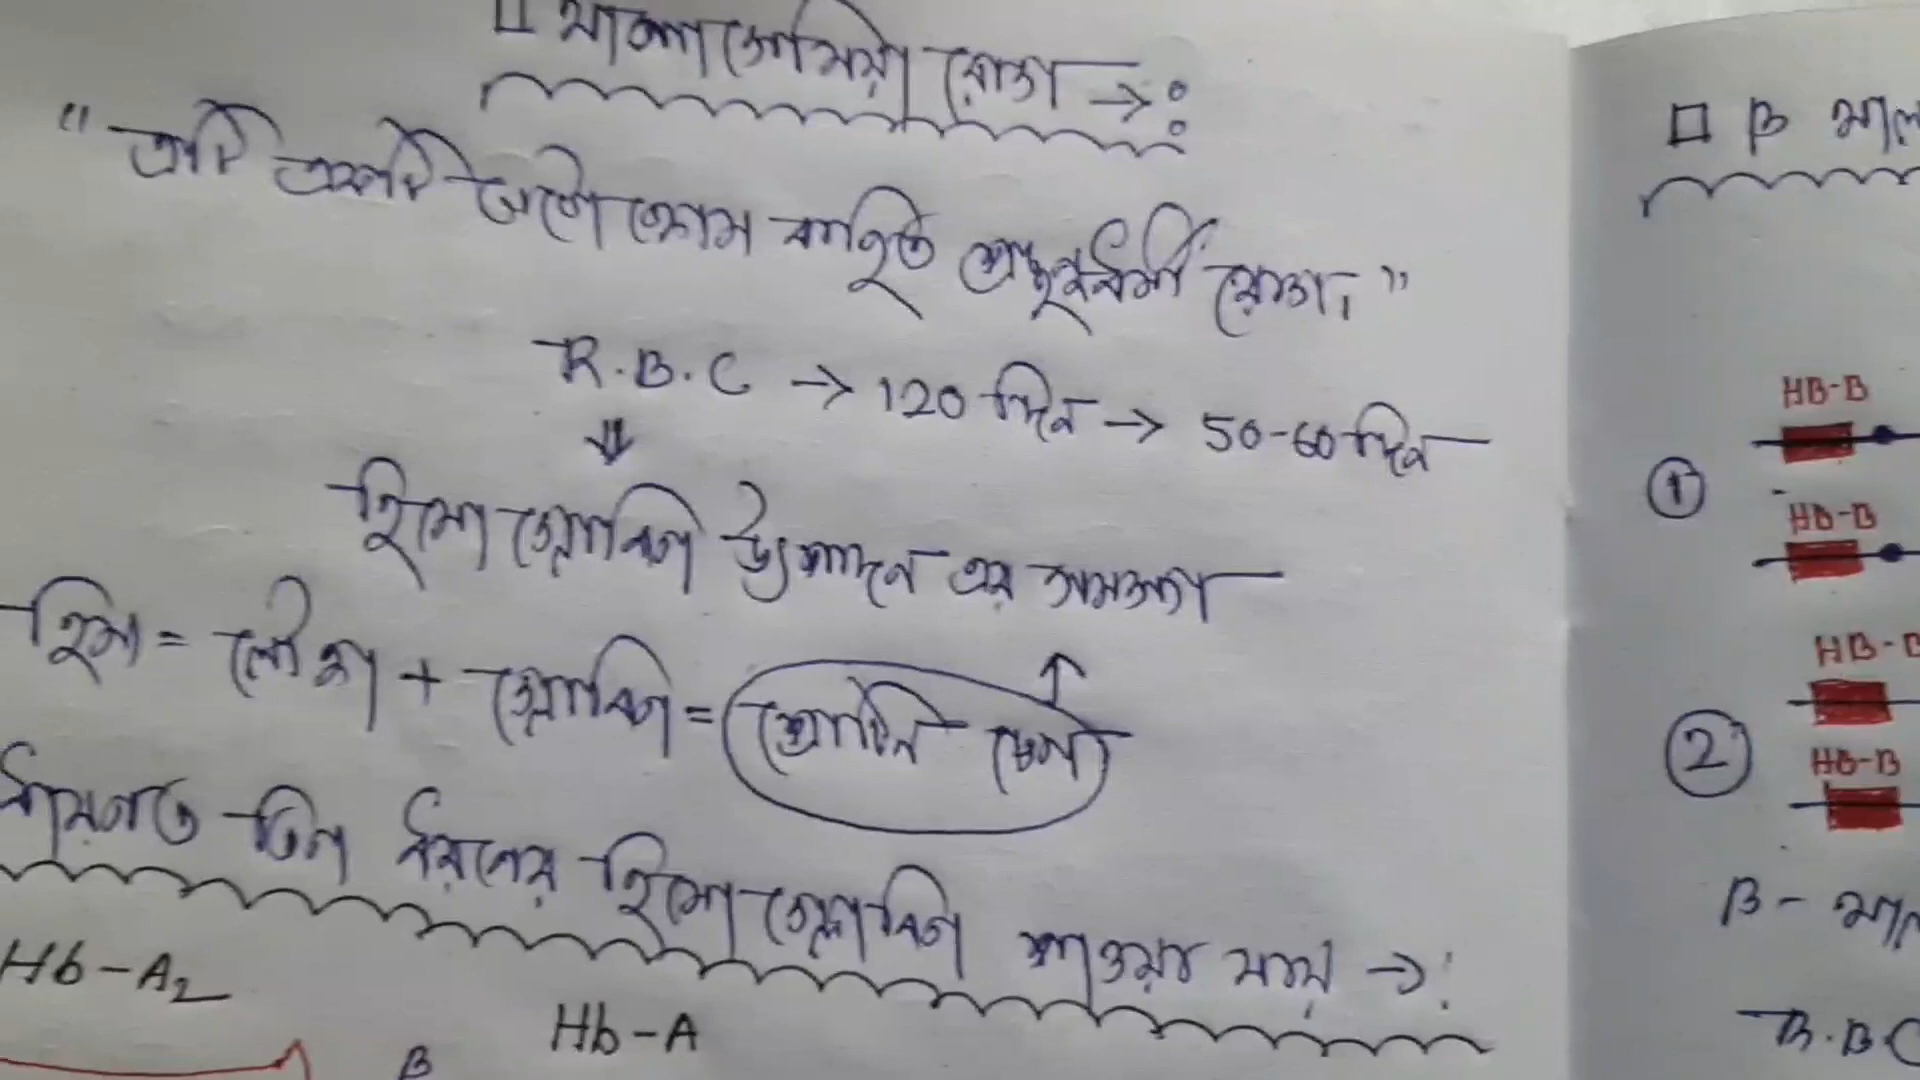 থ্যালাসেমিয়া রোগ →:
"এটি একটি অটোজোম বাহিত প্রচ্ছন্নধর্মী রোগ।"
R.B.C → 120 দিন → 50-60 দিন
হিমোগ্লোবিন উৎপাদন এর
হিম = লৌহ + গ্লোবিন = প্রোটিন চেন ↑
তিন ধরনের হিমোগ্লোবিন পাওয়া যায় →:
Hb-A2
Hb-A
B
□ B
HB-B
①
HB-B
HB-B
②
HB-B
B-
R.B.C